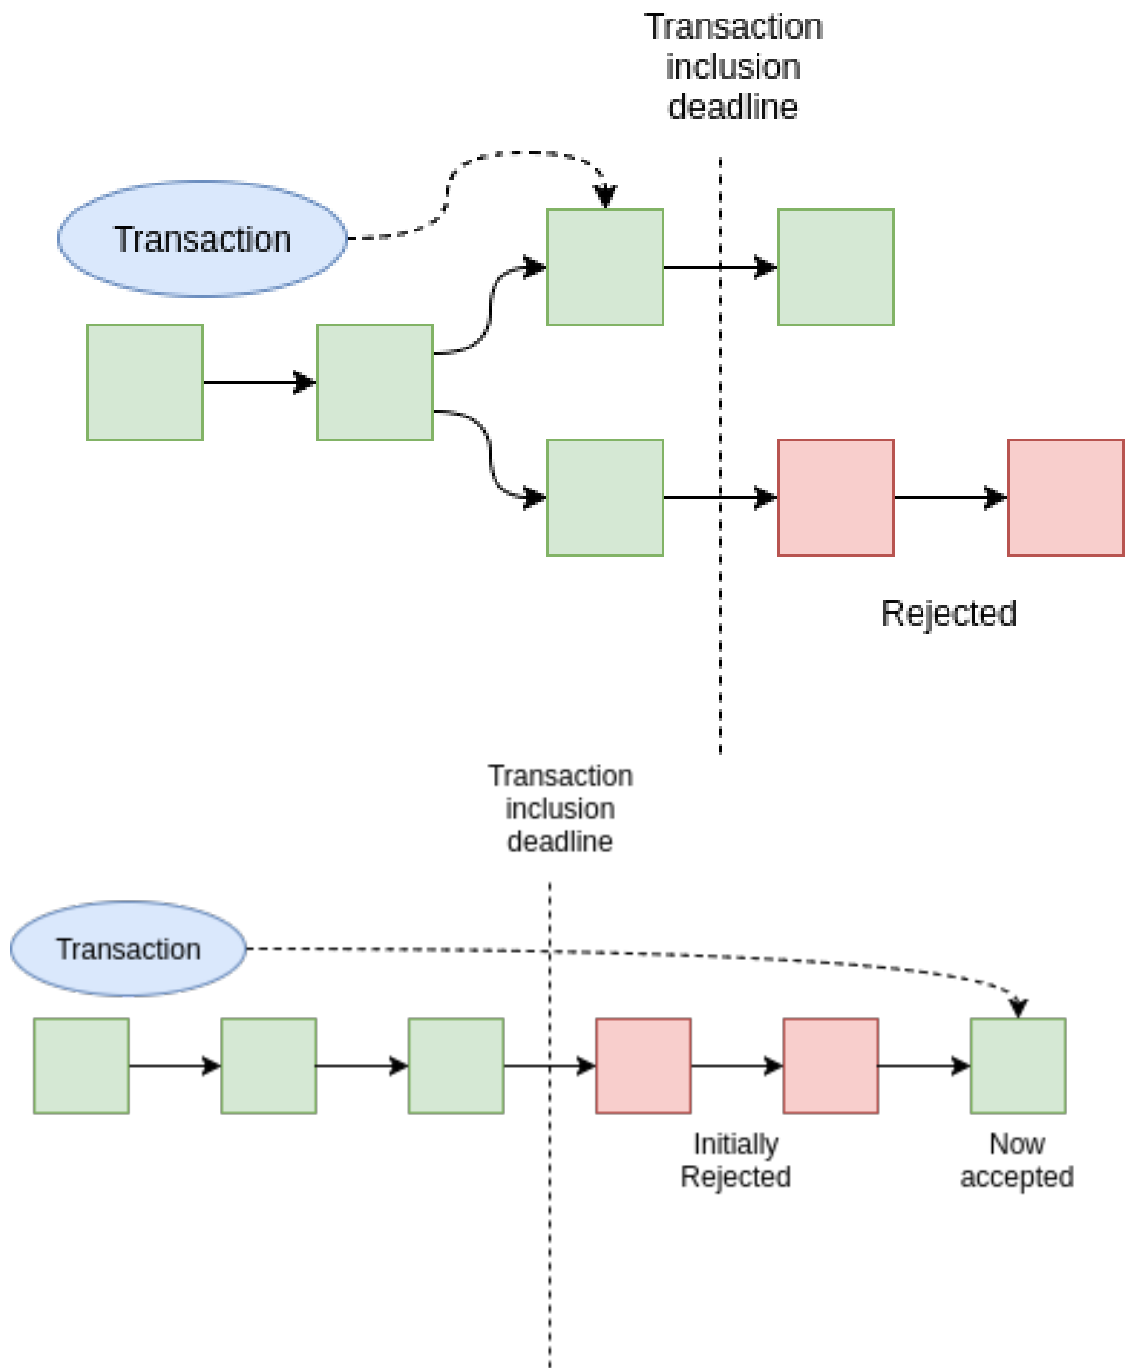 Transaction
inclusion
deadline
Transaction
Rejected
Transaction
inclusion
deadline
Transaction
Initially
Rejected
Now
accepted